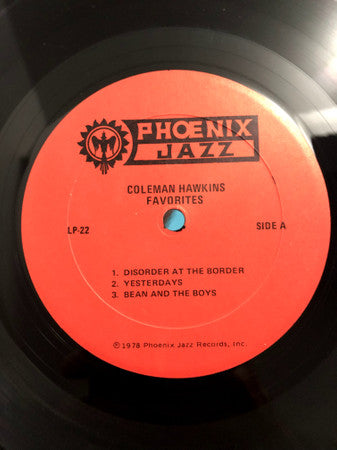 PHOENIX
JAZZ
COLEMAN HAWKINS
FAVORITES
LP-22
SIDE A
1. DISORDER AT THE BORDER
2. YESTERDAYS
3. BEAN AND THE BOYS
℗ 1978 Phoenix Jazz Records, Inc.